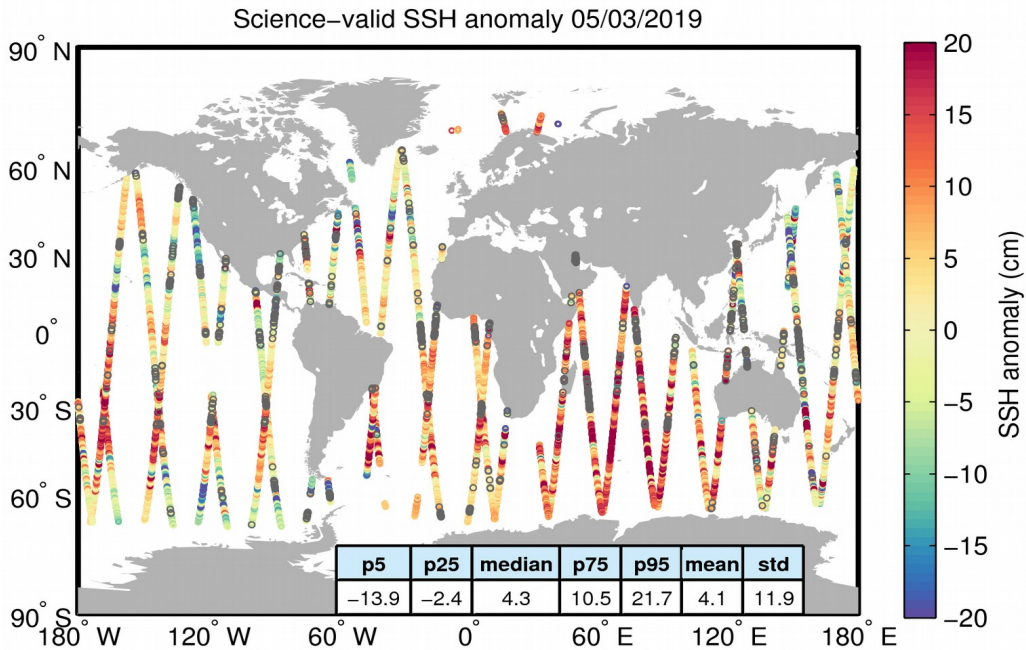 Science−valid SSH anomaly 05/03/2019
90° N
60° N
30° N
0°
30° S
60° S
90° S
180° W
120° W
60° W
0°
60° E
120° E
180° E
p5 p25 median p75 p95 mean std
−13.9 −2.4 4.3 10.5 21.7 4.1 11.9
20
15
10
5
0
−5
−10
−15
−20
SSH anomaly (cm)